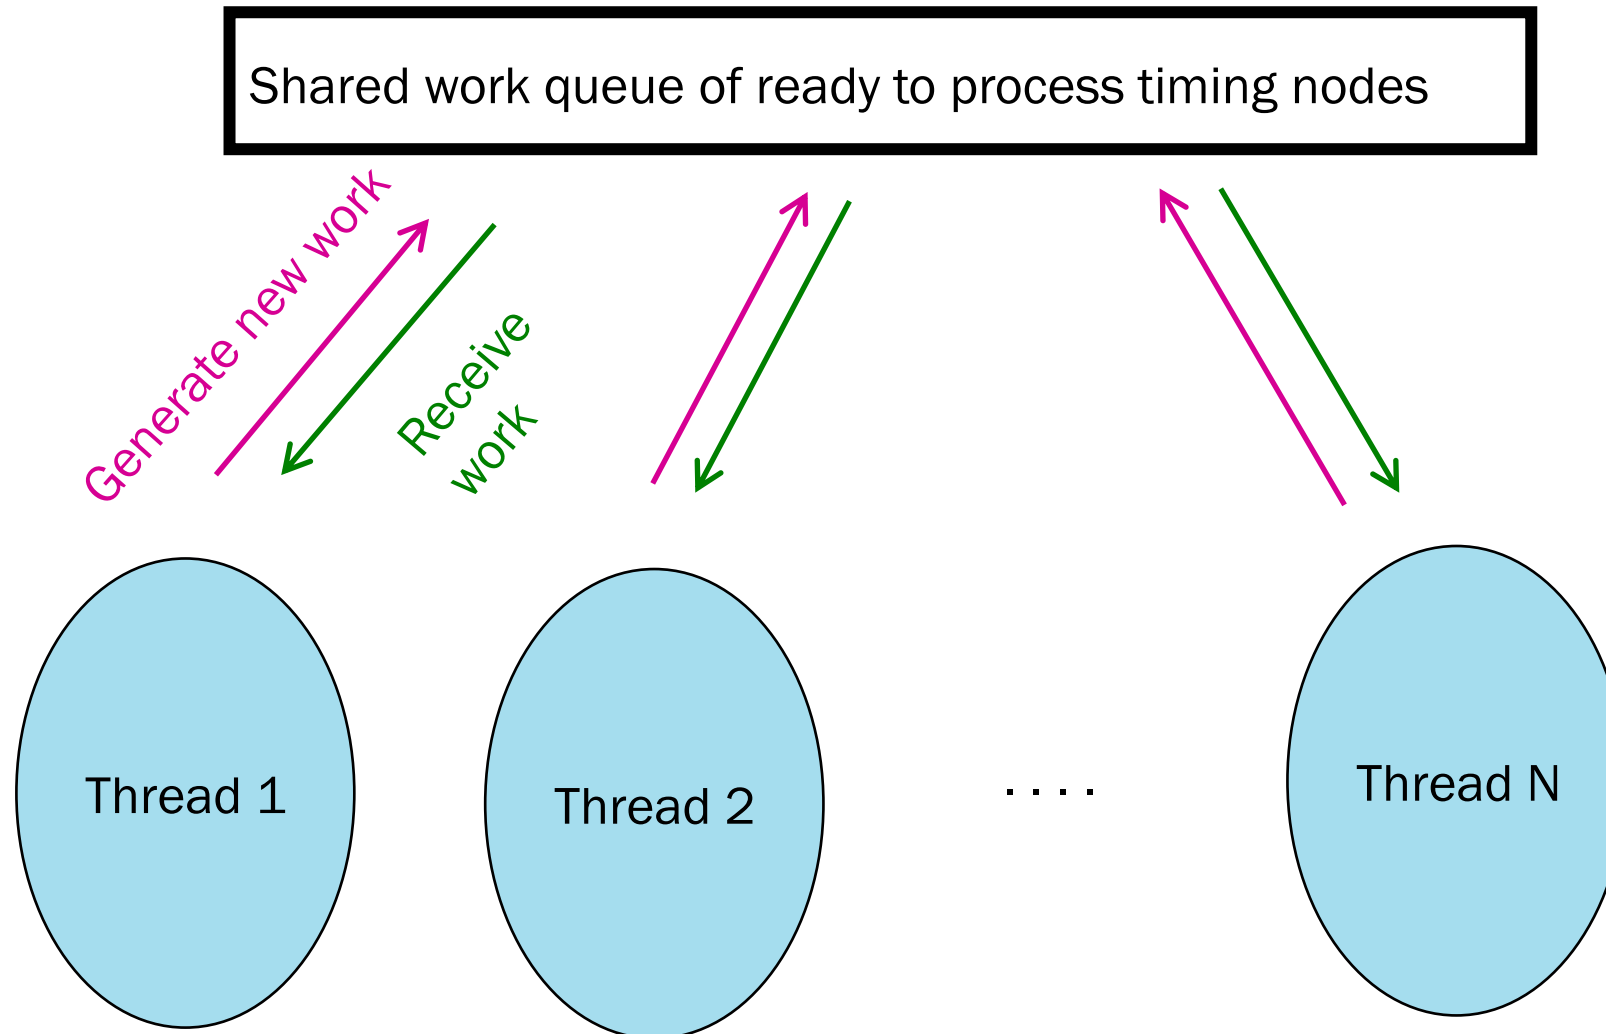 Shared work queue of ready to process timing nodes
Generate new work
Receive
work
Thread 1
Thread 2
....
Thread N